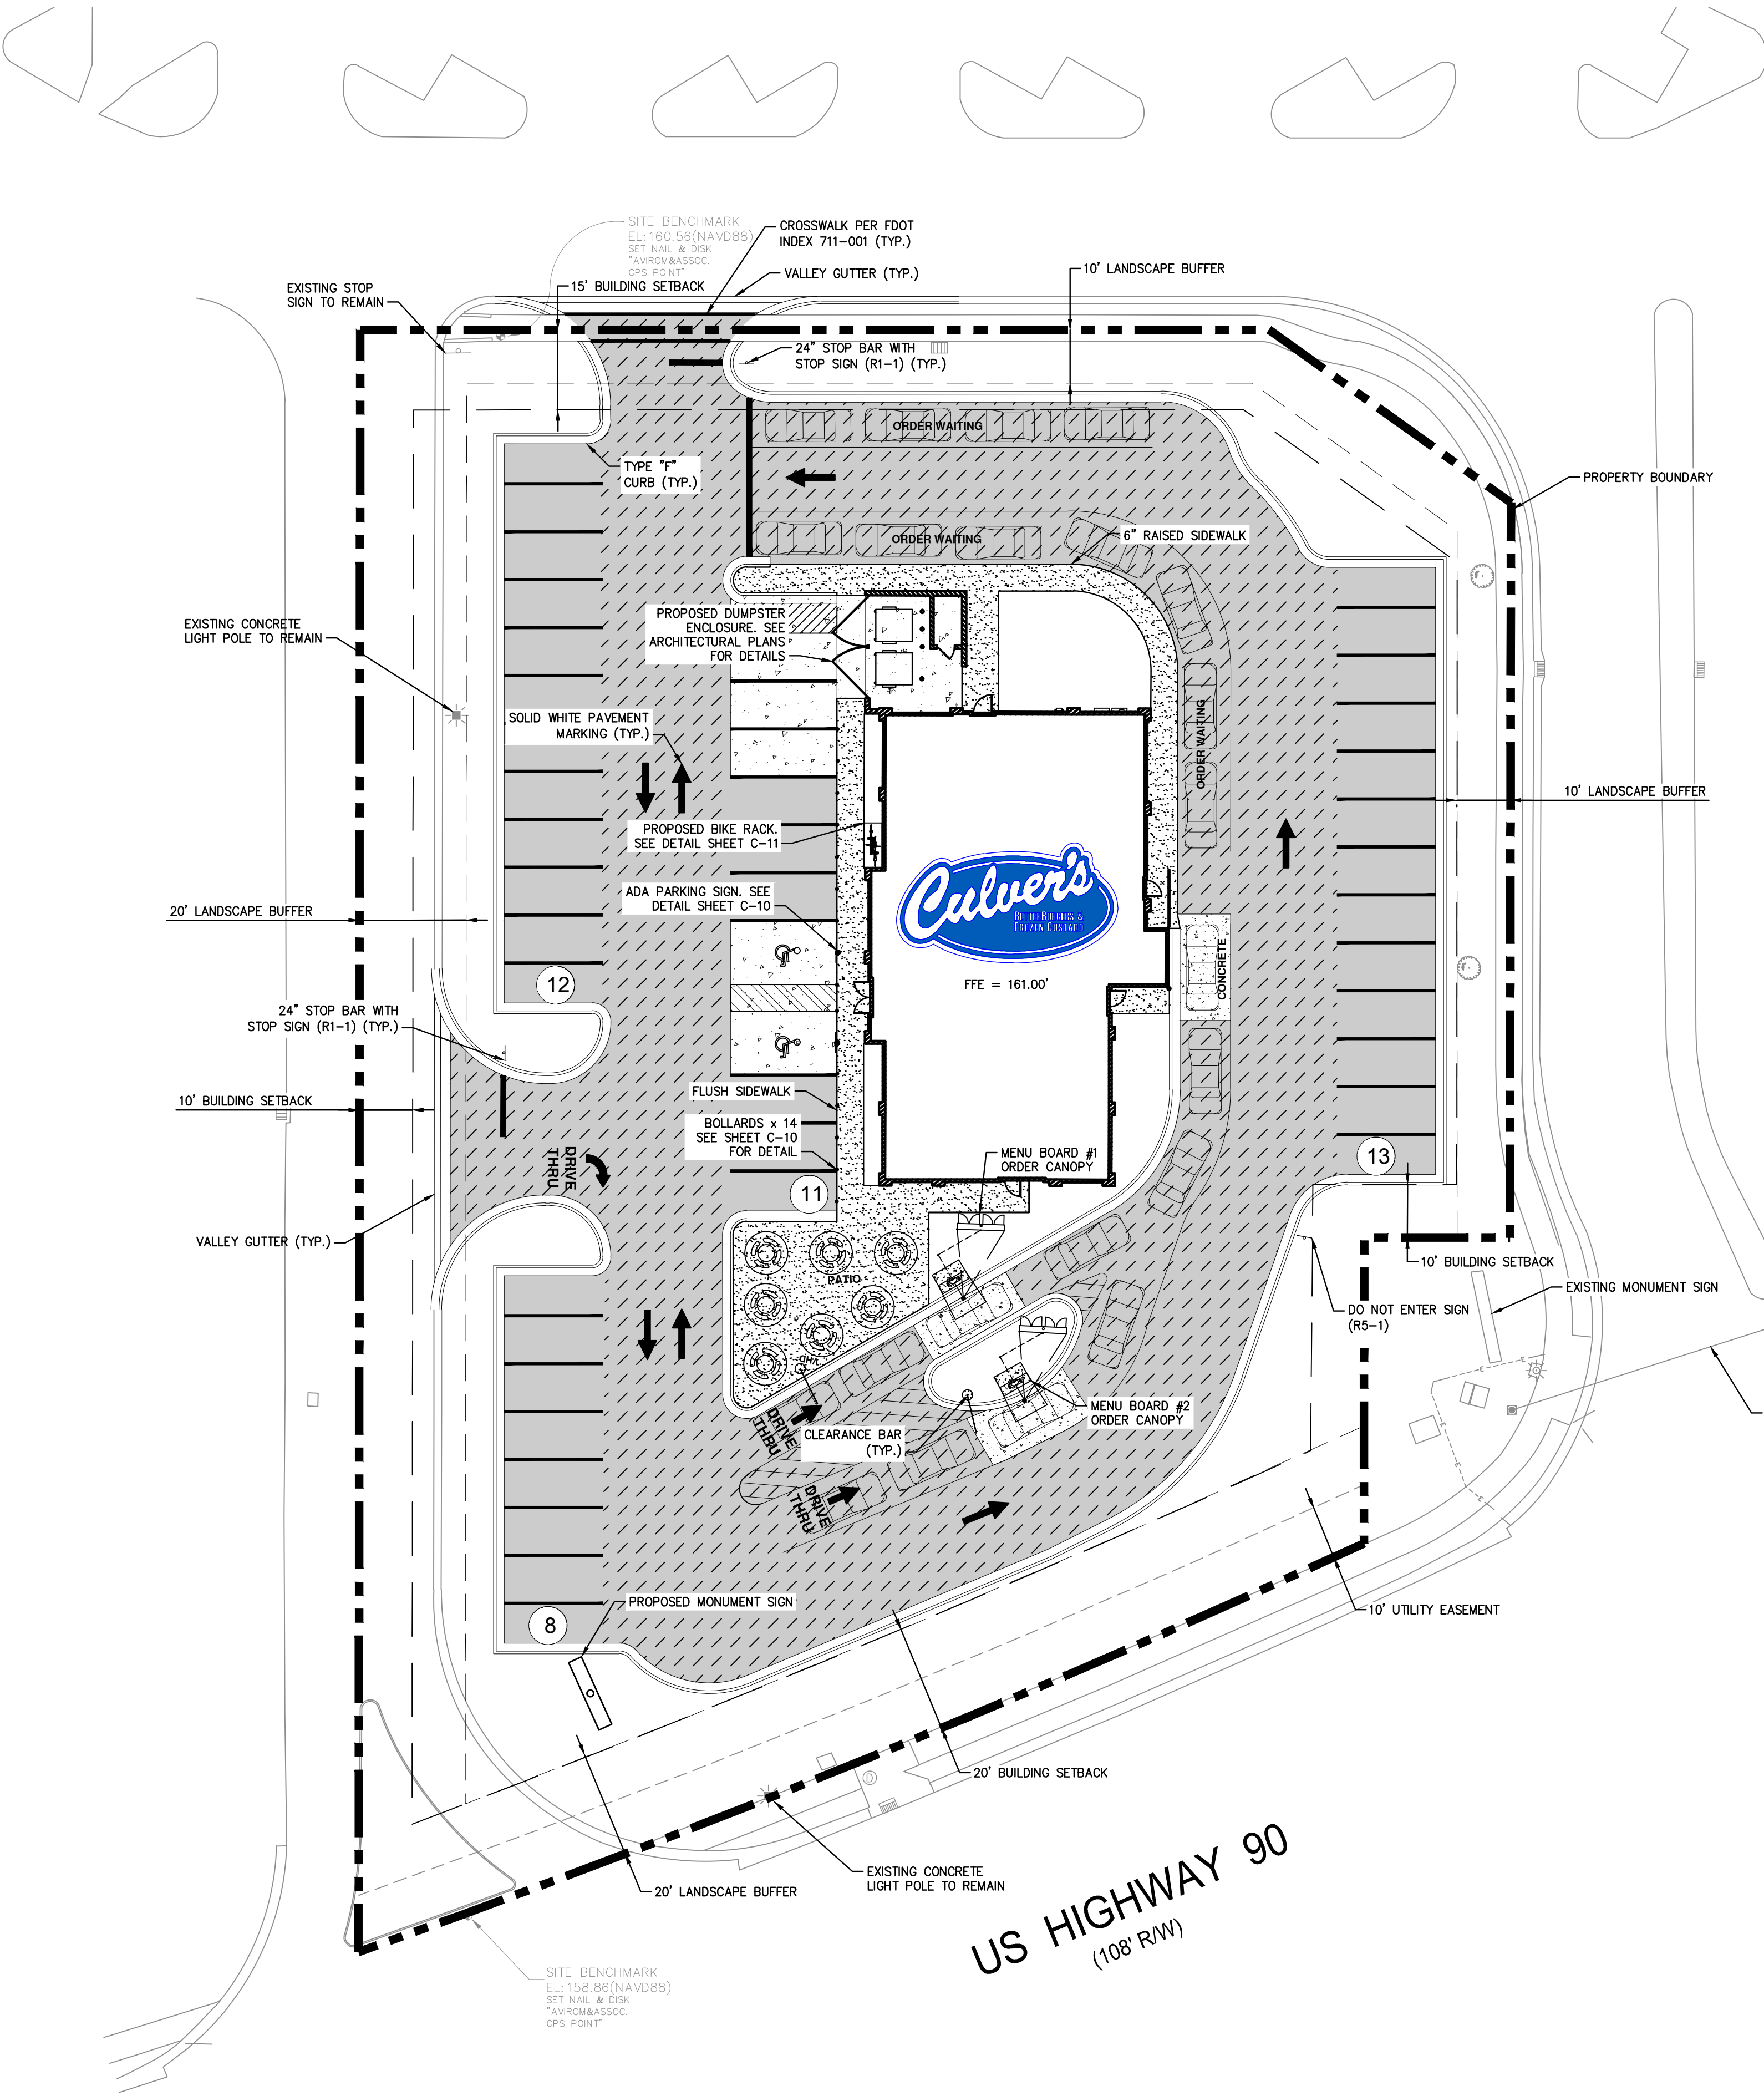 SITE BENCHMARK
EL: 160.56(NAVD88)
SET NAIL & DISK
"AVIROM&ASSOC.
GPS POINT"
CROSSWALK PER FDOT
INDEX 711-001 (TYP.)
VALLEY GUTTER (TYP.)
10' LANDSCAPE BUFFER
EXISTING STOP
SIGN TO REMAIN
15' BUILDING SETBACK
24" STOP BAR WITH
STOP SIGN (R1-1) (TYP.)
ORDER WAITING
TYPE "F"
CURB (TYP.)
PROPERTY BOUNDARY
ORDER WAITING
6" RAISED SIDEWALK
PROPOSED DUMPSTER
ENCLOSURE. SEE
ARCHITECTURAL PLANS
FOR DETAILS
EXISTING CONCRETE
LIGHT POLE TO REMAIN
SOLID WHITE PAVEMENT
MARKING (TYP.)
ORDER WAITING
10' LANDSCAPE BUFFER
PROPOSED BIKE RACK.
SEE DETAIL SHEET C-11
ADA PARKING SIGN. SEE
DETAIL SHEET C-10
Culver's
BUTTERBURGERS &
FROZEN CUSTARD
20' LANDSCAPE BUFFER
CONCRETE
FFE = 161.00'
12
24" STOP BAR WITH
STOP SIGN (R1-1) (TYP.)
FLUSH SIDEWALK
10' BUILDING SETBACK
BOLLARDS x 14
SEE SHEET C-10
FOR DETAIL
MENU BOARD #1
ORDER CANOPY
13
DRIVE
THRU
11
VALLEY GUTTER (TYP.)
10' BUILDING SETBACK
PATIO
EXISTING MONUMENT SIGN
DO NOT ENTER SIGN
(R5-1)
OHV
MENU BOARD #2
ORDER CANOPY
DRIVE
THRU
CLEARANCE BAR
(TYP.)
DRIVE
THRU
PROPOSED MONUMENT SIGN
8
10' UTILITY EASEMENT
20' BUILDING SETBACK
D
EXISTING CONCRETE
LIGHT POLE TO REMAIN
20' LANDSCAPE BUFFER
US HIGHWAY 90
(108' R/W)
SITE BENCHMARK
EL: 158.86(NAVD88)
SET NAIL & DISK
"AVIROM&ASSOC.
GPS POINT"